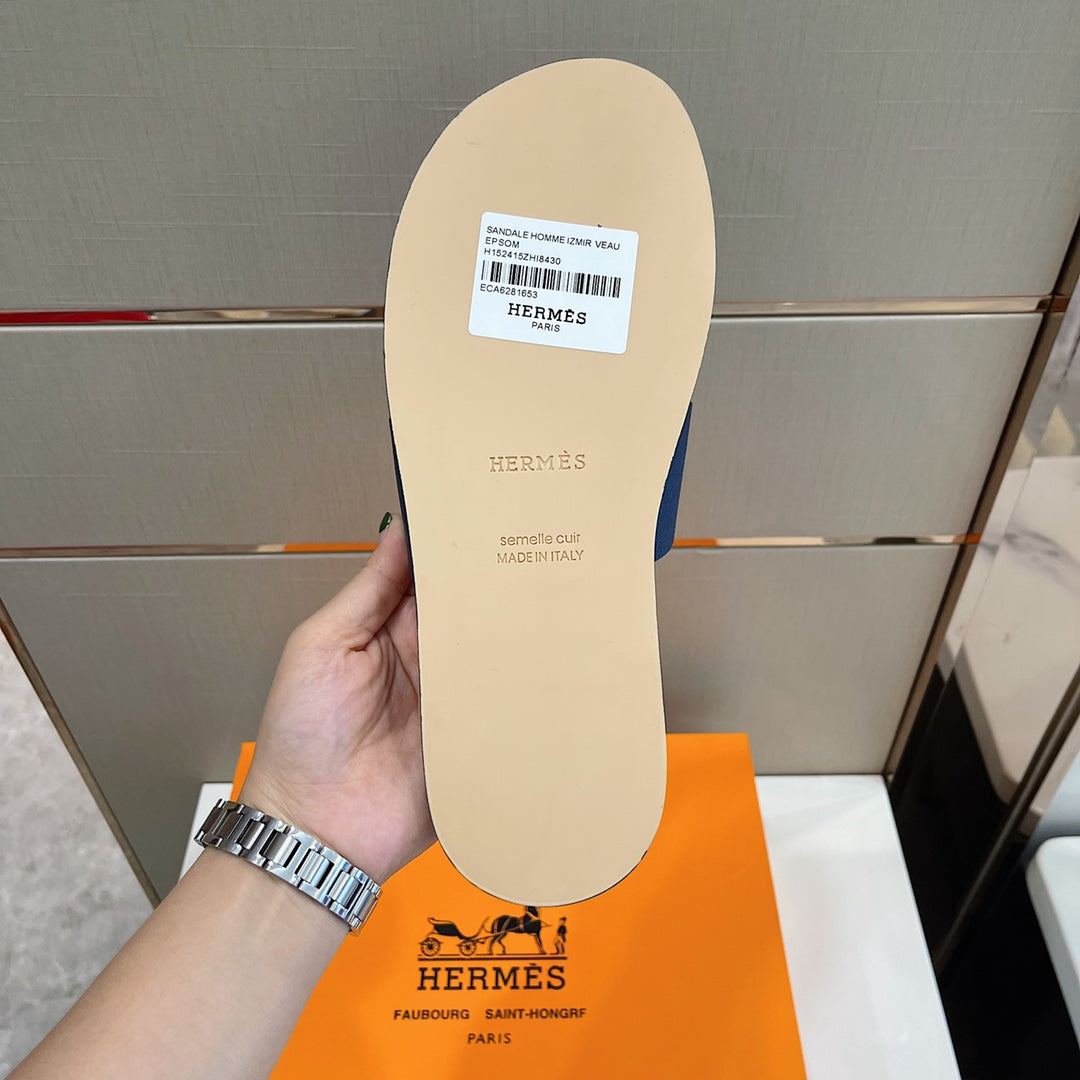 SANDALE HOMME IZMIR VEAU
EPSOM
H152415ZHI8430
ECA6281653
HERMÈS
PARIS
HERMÈS
semelle cuir
MADE IN ITALY
HERMÈS
FAUBOURG SAINT-HONGRF
PARIS